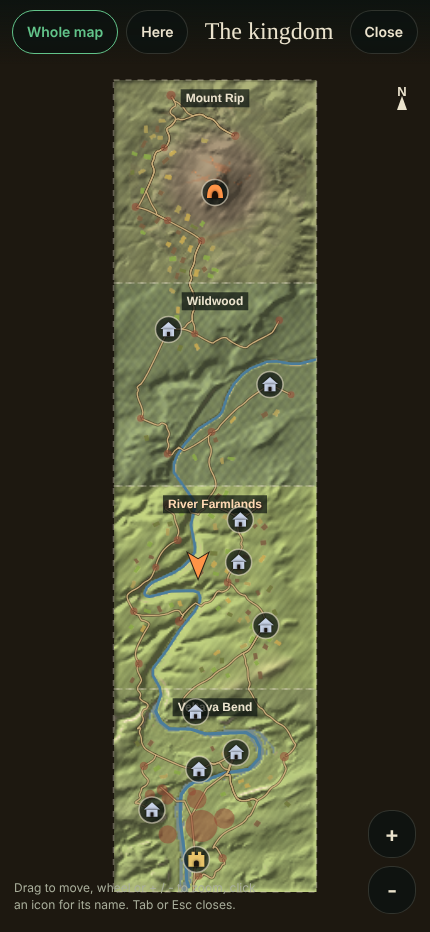 Whole map
Here
The kingdom
Close
N
Mount Rip
Wildwood
River Farmlands
Bend
+
Drag to move,
an icon for its name. Tab or Esc closes.
-